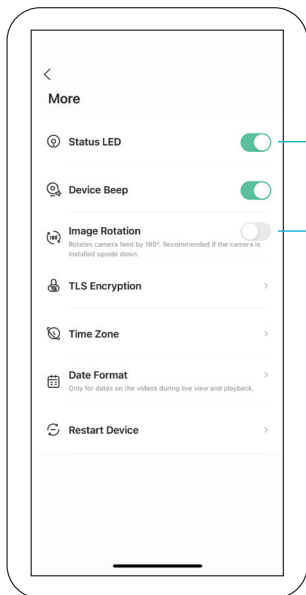 More
Status LED
Device Beep
Image Rotation
Rotates camera feed by 180°. Recommended if the camera is
installed upside down.
TLS Encryption
Time Zone
Date Format
Only for dates on the videos during live view and playback.
Restart Device